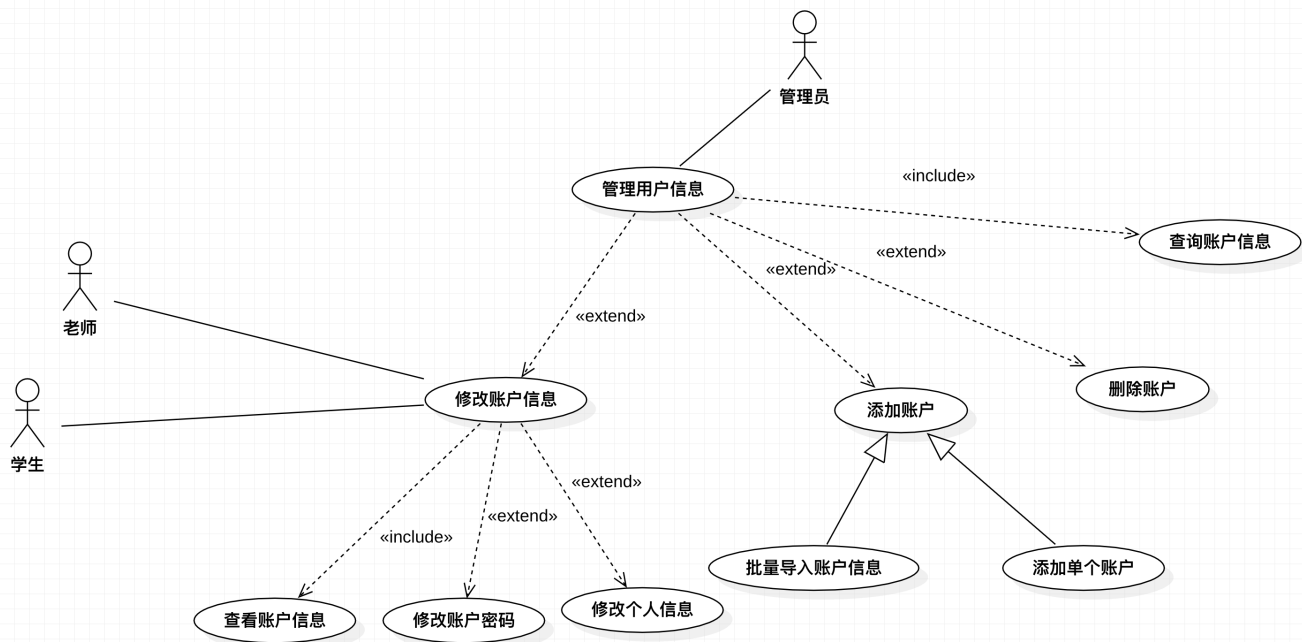 管理员
管理用户信息
«include»
查询账户信息
«extend»
«extend»
«extend»
老师
修改账户信息
删除账户
添加账户
学生
«extend»
«extend»
«include»
批量导入账户信息
添加单个账户
查看账户信息
修改账户密码
修改个人信息